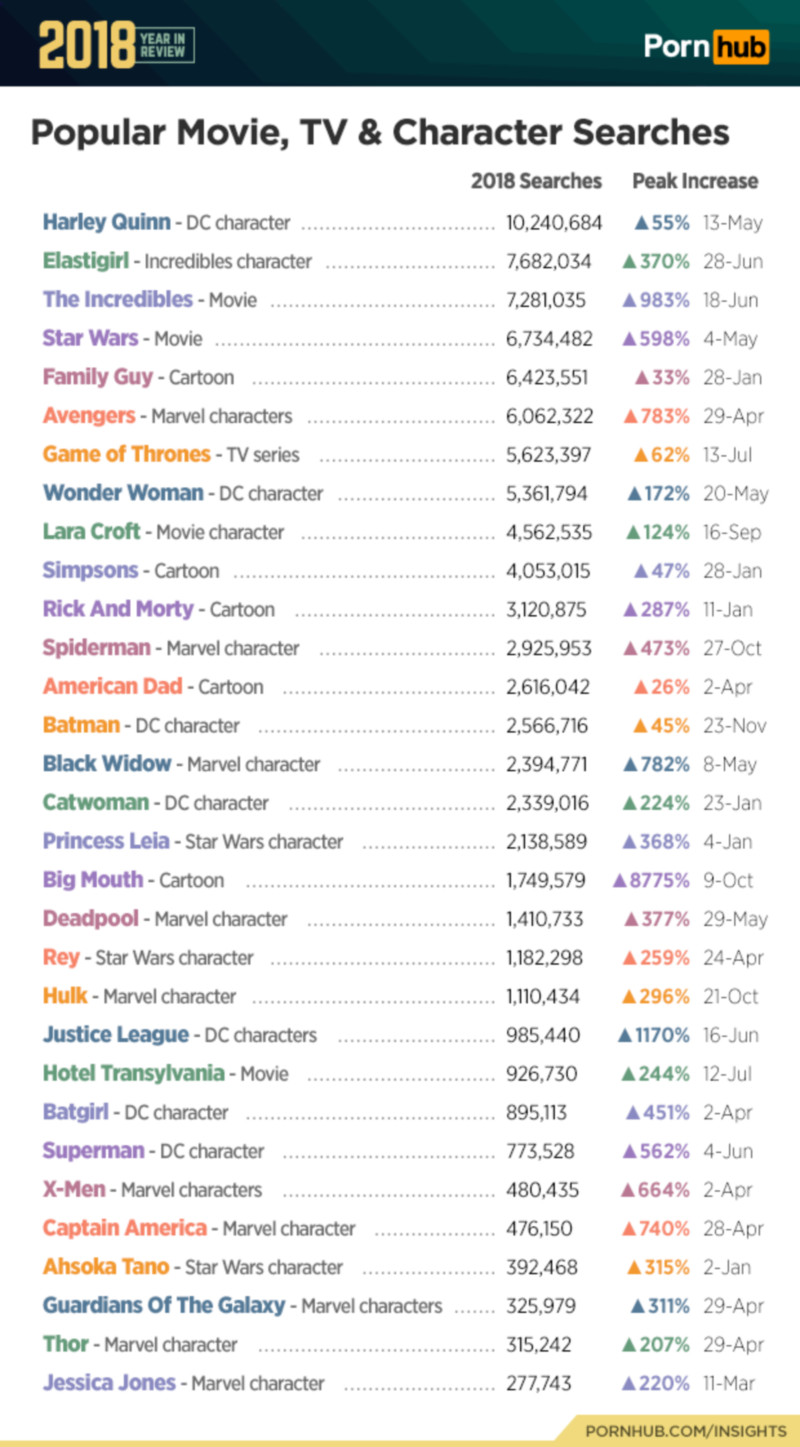 2018 YEAR IN REVIEW
Pornhub
Popular Movie, TV & Character Searches
2018 Searches Peak Increase
Harley Quinn - DC character ........ 10,240,684 ▲55% 13-May
Elastigirl - Incredibles character ........ 7,682,034 ▲370% 28-Jun
The Incredibles - Movie ........ 7,281,035 ▲983% 18-Jun
Star Wars - Movie ........ 6,734,482 ▲598% 4-May
Family Guy - Cartoon ........ 6,423,551 ▲33% 28-Jan
Avengers - Marvel characters ........ 6,062,322 ▲783% 29-Apr
Game of Thrones - TV series ........ 5,623,397 ▲62% 13-Jul
Wonder Woman - DC character ........ 5,361,794 ▲172% 20-May
Lara Croft - Movie character ........ 4,562,535 ▲124% 16-Sep
Simpsons - Cartoon ........ 4,053,015 ▲47% 28-Jan
Rick And Morty - Cartoon ........ 3,120,875 ▲287% 11-Jan
Spiderman - Marvel character ........ 2,925,953 ▲473% 27-Oct
American Dad - Cartoon ........ 2,616,042 ▲26% 2-Apr
Batman - DC character ........ 2,566,716 ▲45% 23-Nov
Black Widow - Marvel character ........ 2,394,771 ▲782% 8-May
Catwoman - DC character ........ 2,339,016 ▲224% 23-Jan
Princess Leia - Star Wars character ........ 2,138,589 ▲368% 4-Jan
Big Mouth - Cartoon ........ 1,749,579 ▲8775% 9-Oct
Deadpool - Marvel character ........ 1,410,733 ▲377% 29-May
Rey - Star Wars character ........ 1,182,298 ▲259% 24-Apr
Hulk - Marvel character ........ 1,110,434 ▲296% 21-Oct
Justice League - DC characters ........ 985,440 ▲1170% 16-Jun
Hotel Transylvania - Movie ........ 926,730 ▲244% 12-Jul
Batgirl - DC character ........ 895,113 ▲451% 2-Apr
Superman - DC character ........ 773,528 ▲562% 4-Jun
X-Men - Marvel characters ........ 480,435 ▲664% 2-Apr
Captain America - Marvel character ........ 476,150 ▲740% 28-Apr
Ahsoka Tano - Star Wars character ........ 392,468 ▲315% 2-Jan
Guardians Of The Galaxy - Marvel characters ....... 325,979 ▲311% 29-Apr
Thor - Marvel character ........ 315,242 ▲207% 29-Apr
Jessica Jones - Marvel character ........ 277,743 ▲220% 11-Mar
PORNHUB.COM/INSIGHTS